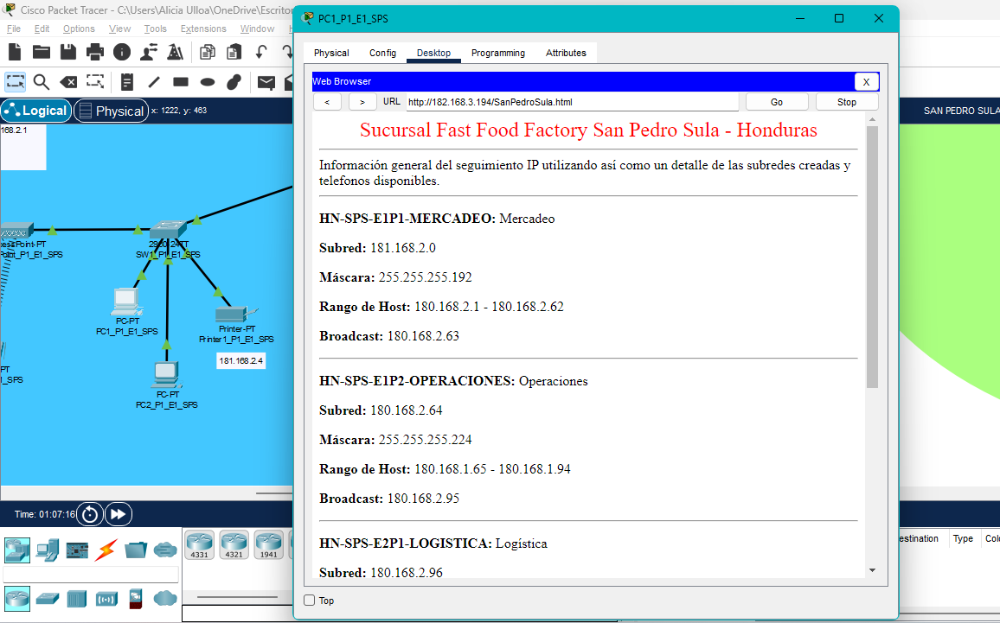 Cisco Packet Tracer - C:\Users\Alicia Ulloa\OneDrive\Escritor
File Edit Options View Tools Extensions Window
Logical
Physical
x: 1222, y: 463
168.2.1
2960-24TT
SW1_P1_E1_SPS
PC-PT
PC1_P1_E1_SPS
Printer-PT
Printer1_P1_E1_SPS
181.168.2.4
PC-PT
PC2_P1_E1_SPS
Time: 01:07:16
4331
4321
1941
PC1_P1_E1_SPS
Physical Config Desktop Programming Attributes
Web Browser
X
< > URL http://182.168.3.194/SanPedroSula.html Go Stop
Sucursal Fast Food Factory San Pedro Sula - Honduras
Información general del seguimiento IP utilizando así como un detalle de las subredes creadas y
telefonos disponibles.
HN-SPS-E1P1-MERCADEO: Mercadeo
Subred: 181.168.2.0
Máscara: 255.255.255.192
Rango de Host: 180.168.2.1 - 180.168.2.62
Broadcast: 180.168.2.63
HN-SPS-E1P2-OPERACIONES: Operaciones
Subred: 180.168.2.64
Máscara: 255.255.255.224
Rango de Host: 180.168.1.65 - 180.168.1.94
Broadcast: 180.168.2.95
HN-SPS-E2P1-LOGISTICA: Logística
Subred: 180.168.2.96
Top
SAN PEDRO SULA
estination Type Colo